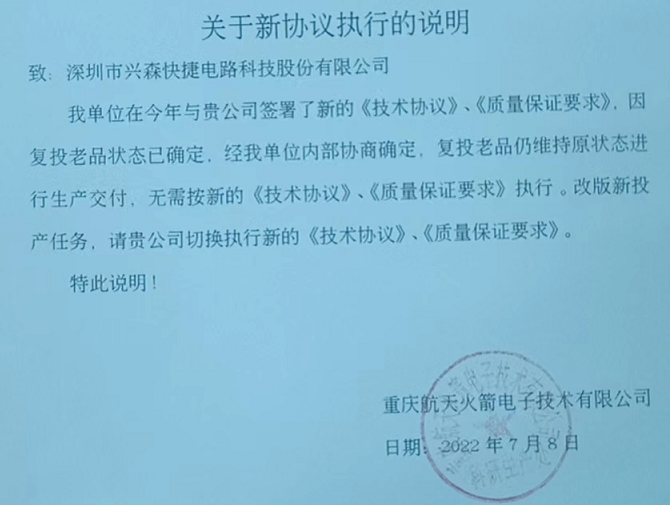 关于新协议执行的说明
致：深圳市兴森快捷电路科技股份有限公司
我单位在今年与贵公司签署了新的《技术协议》、《质量保证要求》，因
复投老品状态已确定，经我单位内部协商确定，复投老品仍维持原状态进
行生产交付，无需按新的《技术协议》、《质量保证要求》执行。改版新投
产任务，请贵公司切换执行新的《技术协议》、《质量保证要求》。
特此说明！
重庆航天火箭电子技术有限公司
日期：2022年7月8日